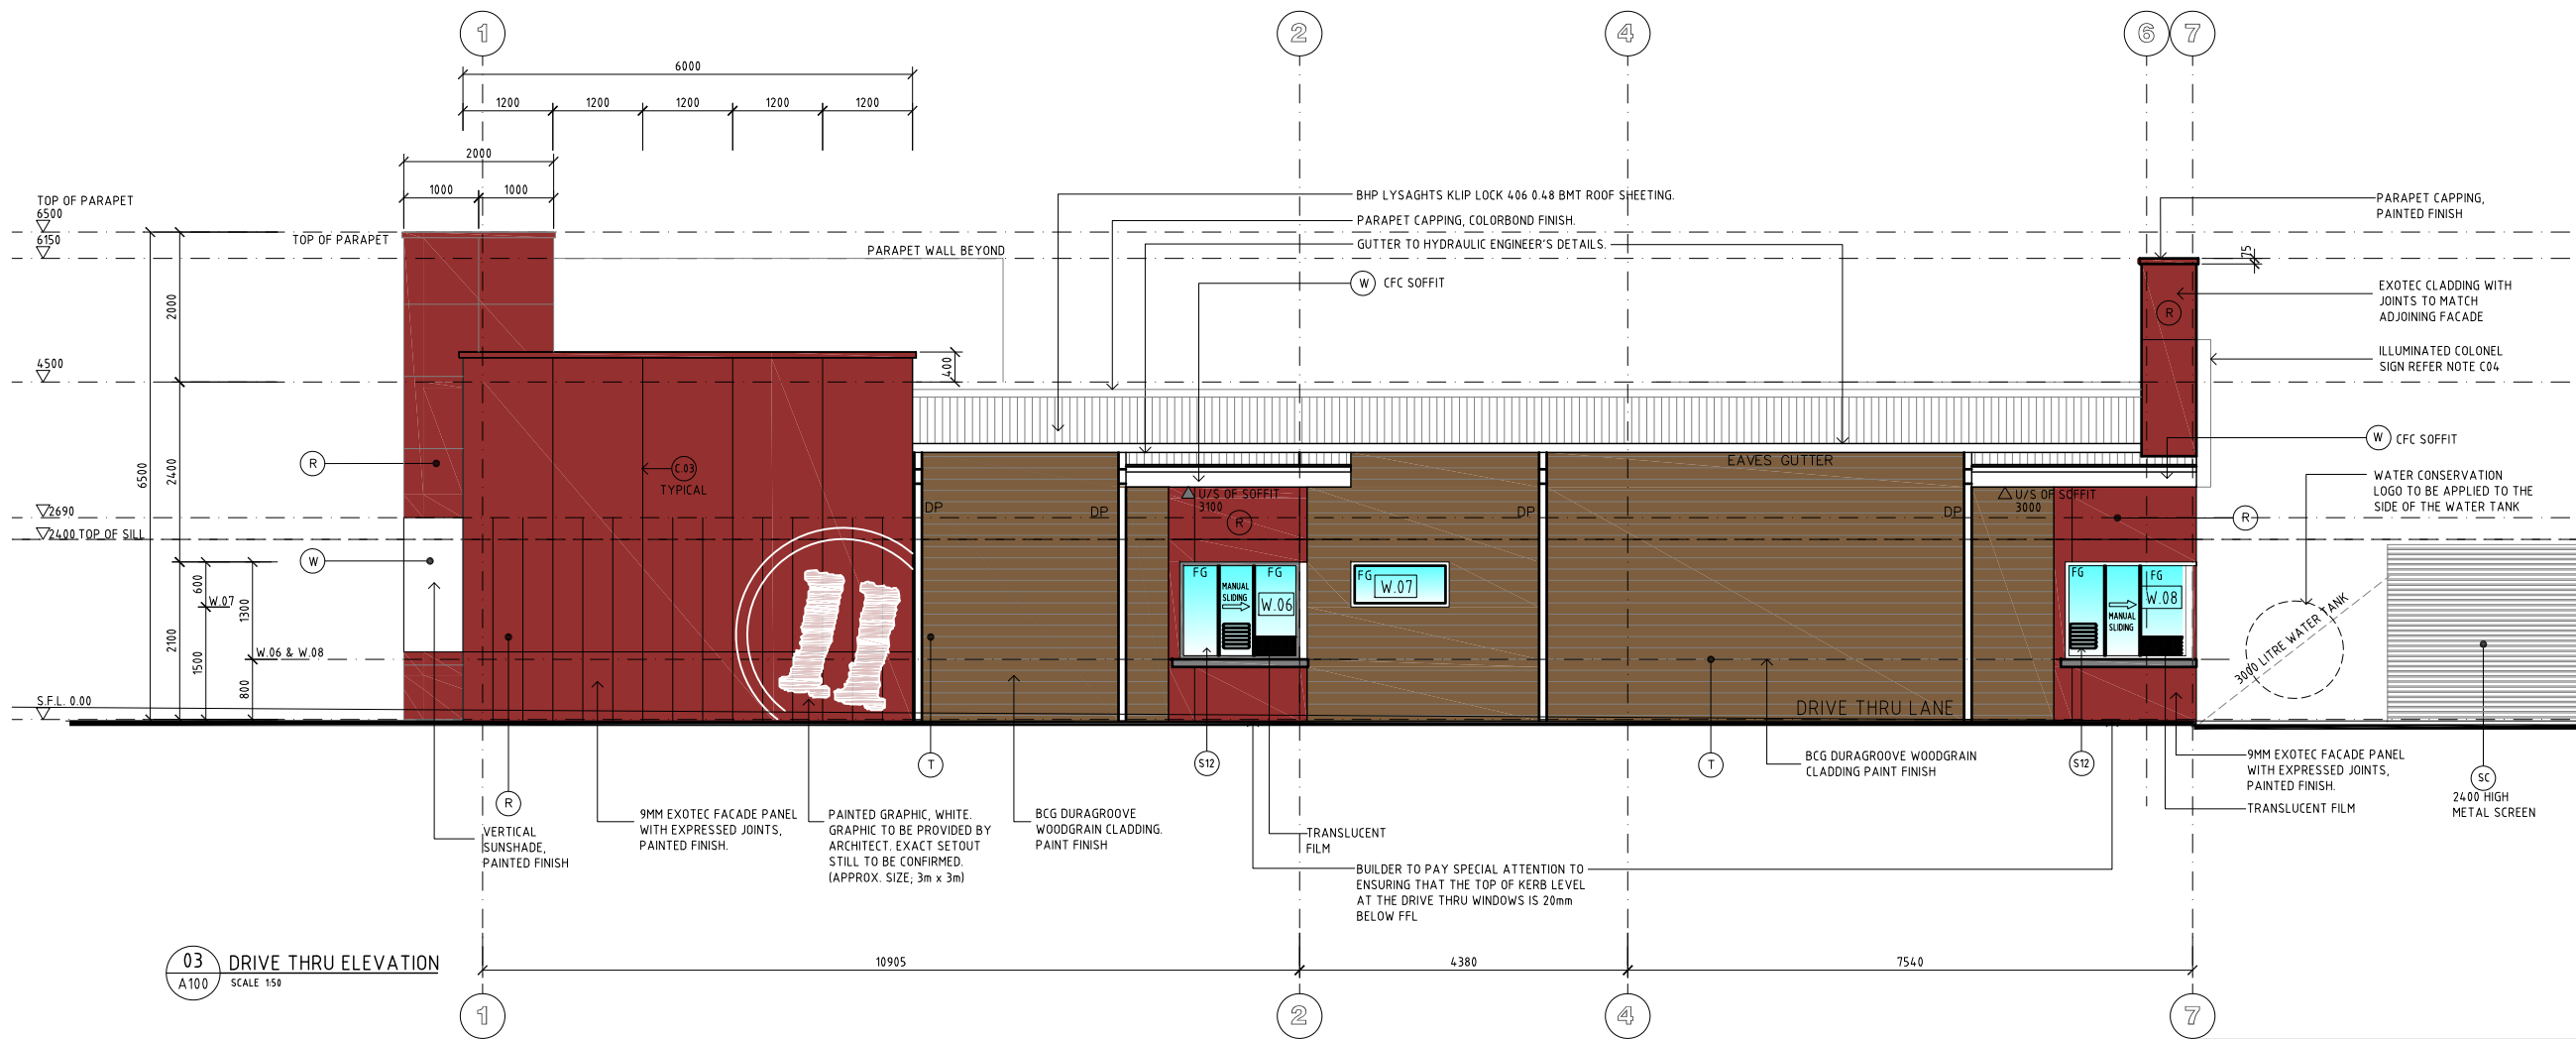 1
2
4
6
7
6000
1200
1200
1200
1200
1200
2000
1000
1000
TOP OF PARAPET
6500
6150
TOP OF PARAPET
PARAPET WALL BEYOND
BHP LYSAGHTS KLIP LOCK 406 0.48 BMT ROOF SHEETING.
PARAPET CAPPING, COLORBOND FINISH.
GUTTER TO HYDRAULIC ENGINEER'S DETAILS.
W CFC SOFFIT
PARAPET CAPPING,
PAINTED FINISH
75
EXOTEC CLADDING WITH
JOINTS TO MATCH
ADJOINING FACADE
R
ILLUMINATED COLONEL
SIGN REFER NOTE C04
W CFC SOFFIT
WATER CONSERVATION
LOGO TO BE APPLIED TO THE
SIDE OF THE WATER TANK
R
4500
2000
400
6500
2400
R
C.03
TYPICAL
EAVES GUTTER
2690
2400 TOP OF SILL
DP
DP
U/S OF SOFFIT
3100
R
DP
DP
U/S OF SOFFIT
3000
W
600
W.07
1300
2100
1500
W.06 & W.08
800
S.F.L. 0.00
FG
FG
MANUAL
SLIDING
W.06
FG
W.07
FG
FG
MANUAL
SLIDING
W.08
3000 LITRE WATER TANK
DRIVE THRU LANE
T
S12
T
S12
SC
2400 HIGH
METAL SCREEN
R
VERTICAL
SUNSHADE,
PAINTED FINISH
9MM EXOTEC FACADE PANEL
WITH EXPRESSED JOINTS,
PAINTED FINISH.
PAINTED GRAPHIC, WHITE.
GRAPHIC TO BE PROVIDED BY
ARCHITECT. EXACT SETOUT
STILL TO BE CONFIRMED.
(APPROX. SIZE; 3m x 3m)
BCG DURAGROOVE
WOODGRAIN CLADDING.
PAINT FINISH
TRANSLUCENT
FILM
BUILDER TO PAY SPECIAL ATTENTION TO
ENSURING THAT THE TOP OF KERB LEVEL
AT THE DRIVE THRU WINDOWS IS 20mm
BELOW FFL
BCG DURAGROOVE WOODGRAIN
CLADDING PAINT FINISH
9MM EXOTEC FACADE PANEL
WITH EXPRESSED JOINTS,
PAINTED FINISH.
TRANSLUCENT FILM
03
A100
DRIVE THRU ELEVATION
SCALE 1:50
10905
4380
7540
1
2
4
7